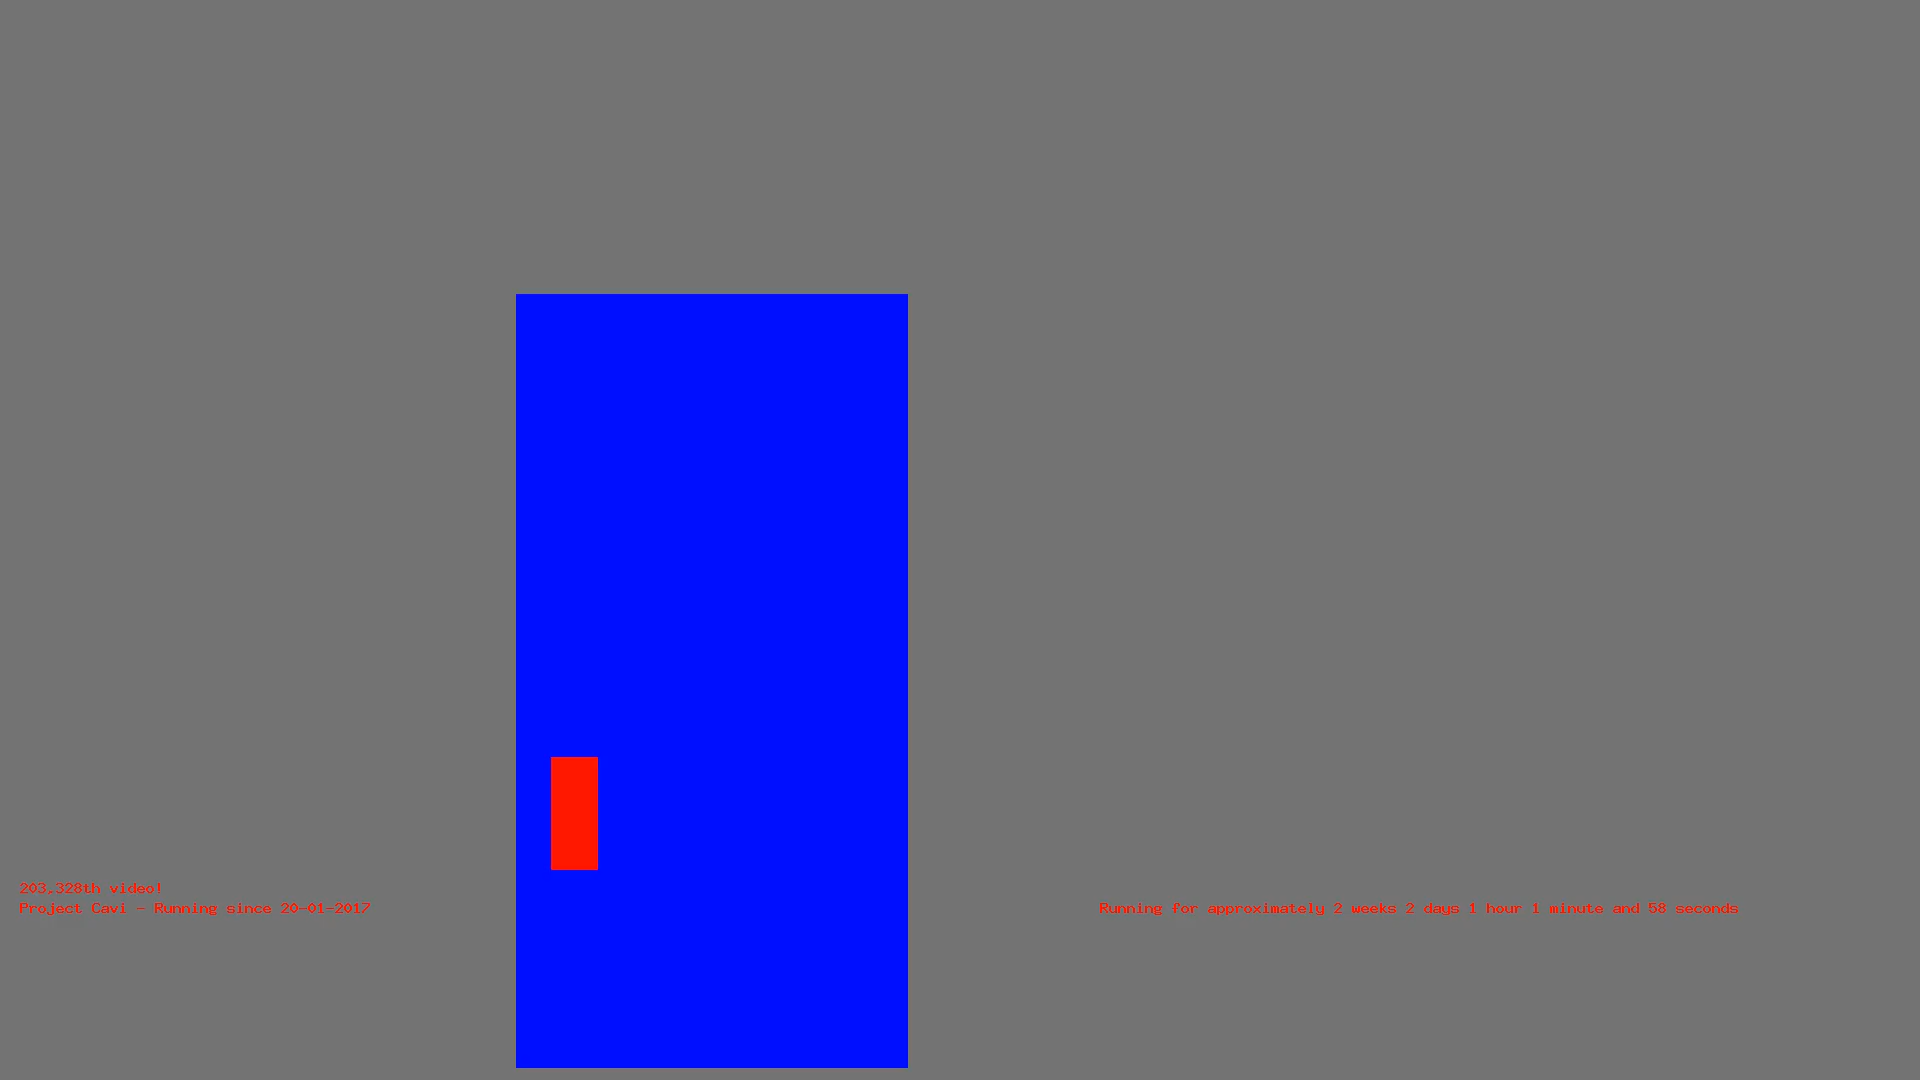 203,328th video!
Project Cavi - Running since 20-01-2017
Running for approximately 2 weeks 2 days 1 hour 1 minute and 58 seconds